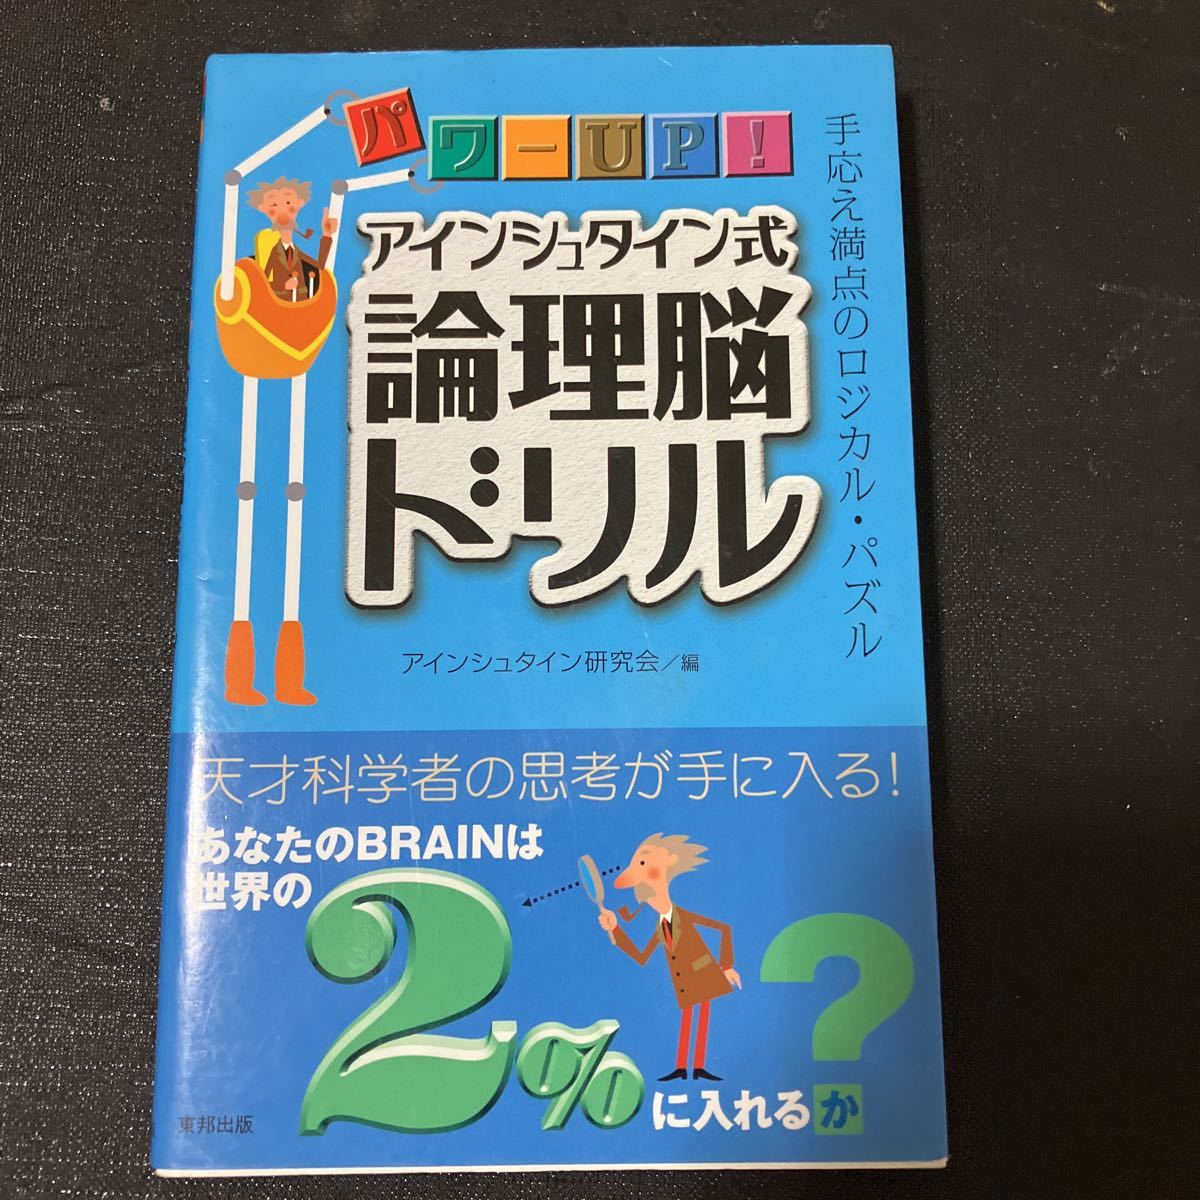 パワーUP!
アインシュタイン式
論理脳
ドリル
手応え満点のロジカル・パズル
アインシュタイン研究会／編
天才科学者の思考が手に入る!
あなたのBRAINは
世界の
2%に入れるか?
東邦出版